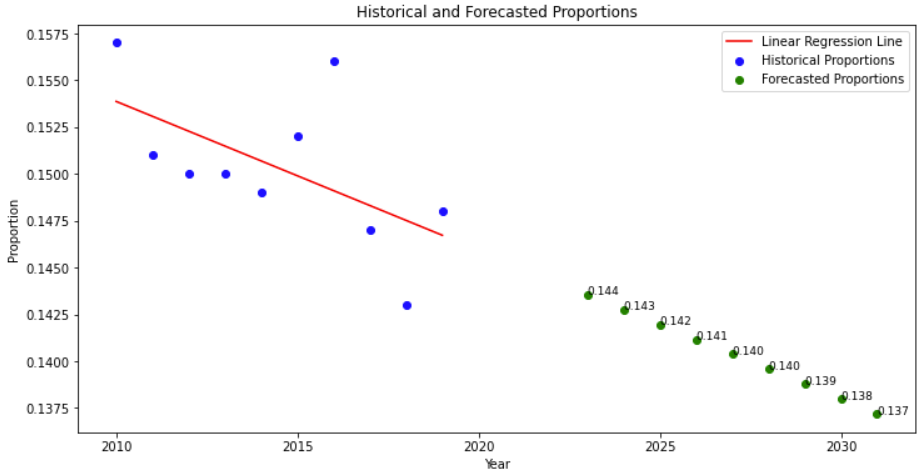 Historical and Forecasted Proportions
Linear Regression Line
Historical Proportions
Forecasted Proportions
Proportion
0.1575
0.1550
0.1525
0.1500
0.1475
0.1450
0.1425
0.1400
0.1375
0.144
0.143
0.142
0.141
0.140
0.140
0.139
0.138
0.137
2010 2015 2020 2025 2030
Year